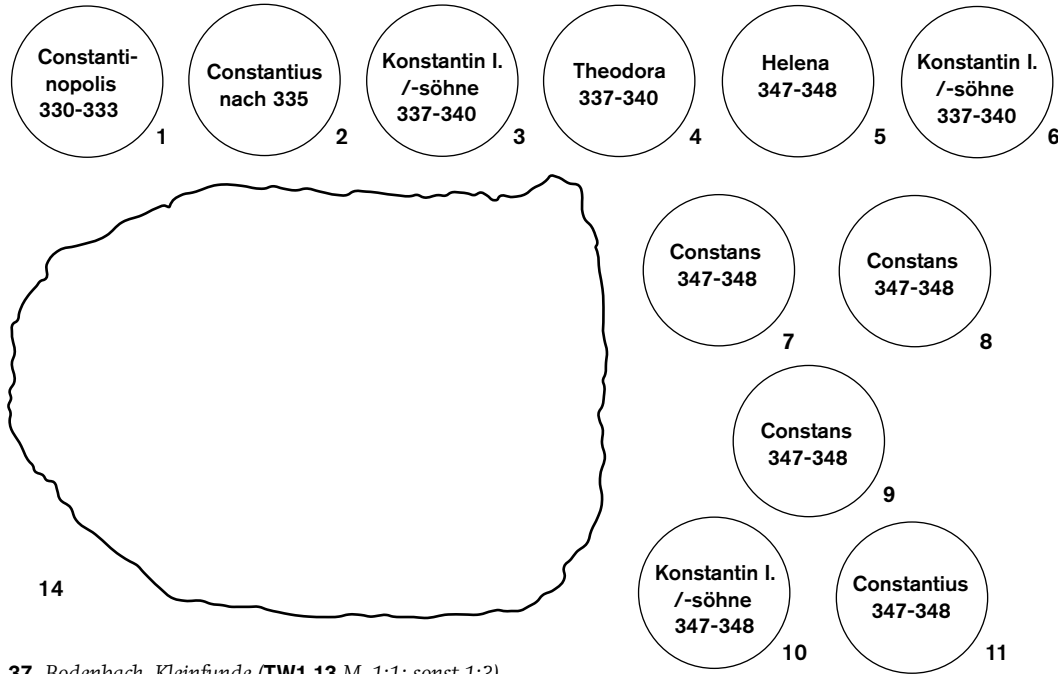 Constanti-
nopolis
330-333
1
Constantius
nach 335
2
Konstantin I.
/-söhne
337-340
3
Theodora
337-340
4
Helena
347-348
5
Konstantin I.
/-söhne
337-340
6
Constans
347-348
7
Constans
347-348
8
Constans
347-348
9
14
Konstantin I.
/-söhne
347-348
10
Constantius
347-348
11
37 Rodenbach, Kleinfunde (TW1.13 M. 1:1; sonst 1:2)